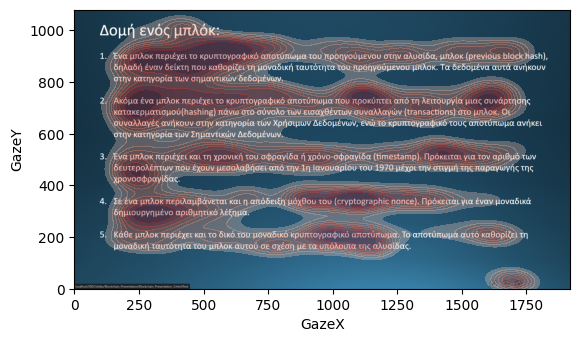 Δομή ενός μπλόκ:
1. Ένα μπλοκ περιέχει το κρυπτογραφικό αποτύπωμα του προηγούμενου στην αλυσίδα, μπλοκ (previous block hash),
δηλαδή έναν δείκτη που καθορίζει τη μοναδική ταυτότητα του προηγούμενου μπλοκ. Τα δεδομένα αυτά ανήκουν
στην κατηγορία των σημαντικών δεδομένων.
2. Ακόμα ένα μπλοκ περιέχει το κρυπτογραφικό αποτύπωμα που προκύπτει από τη λειτουργία μιας συνάρτησης
κατακερματισμού(hashing) πάνω στο σύνολο των εισαχθέντων συναλλαγών (transactions) στο μπλοκ. Οι
συναλλαγές ανήκουν στην κατηγορία των Χρήσιμων Δεδομένων, ενώ το κρυπτογραφικό τους αποτύπωμα ανήκει
στην κατηγορία των Σημαντικών Δεδομένων.
3. Ένα μπλοκ περιέχει και τη χρονική του σφραγίδα ή χρόνο-σφραγίδα (timestamp). Πρόκειται για τον αριθμό των
δευτερολέπτων που έχουν μεσολαβήσει από την 1η Ιανουαρίου του 1970 μέχρι την στιγμή της παραγωγής της
χρονοσφραγίδας.
4. Σε ένα μπλοκ περιλαμβάνεται και η απόδειξη μόχθου του (cryptographic nonce). Πρόκειται για έναν μοναδικά
δημιουργημένο αριθμητικό λέξημα.
5. Κάθε μπλοκ περιέχει και το δικό του μοναδικό κρυπτογραφικό αποτύπωμα. Το αποτύπωμα αυτό καθορίζει τη
μοναδική ταυτότητα του μπλοκ αυτού σε σχέση με τα υπόλοιπα της αλυσίδας.
GazeY
1000
800
600
400
200
0
0 250 500 750 1000 1250 1500 1750
GazeX